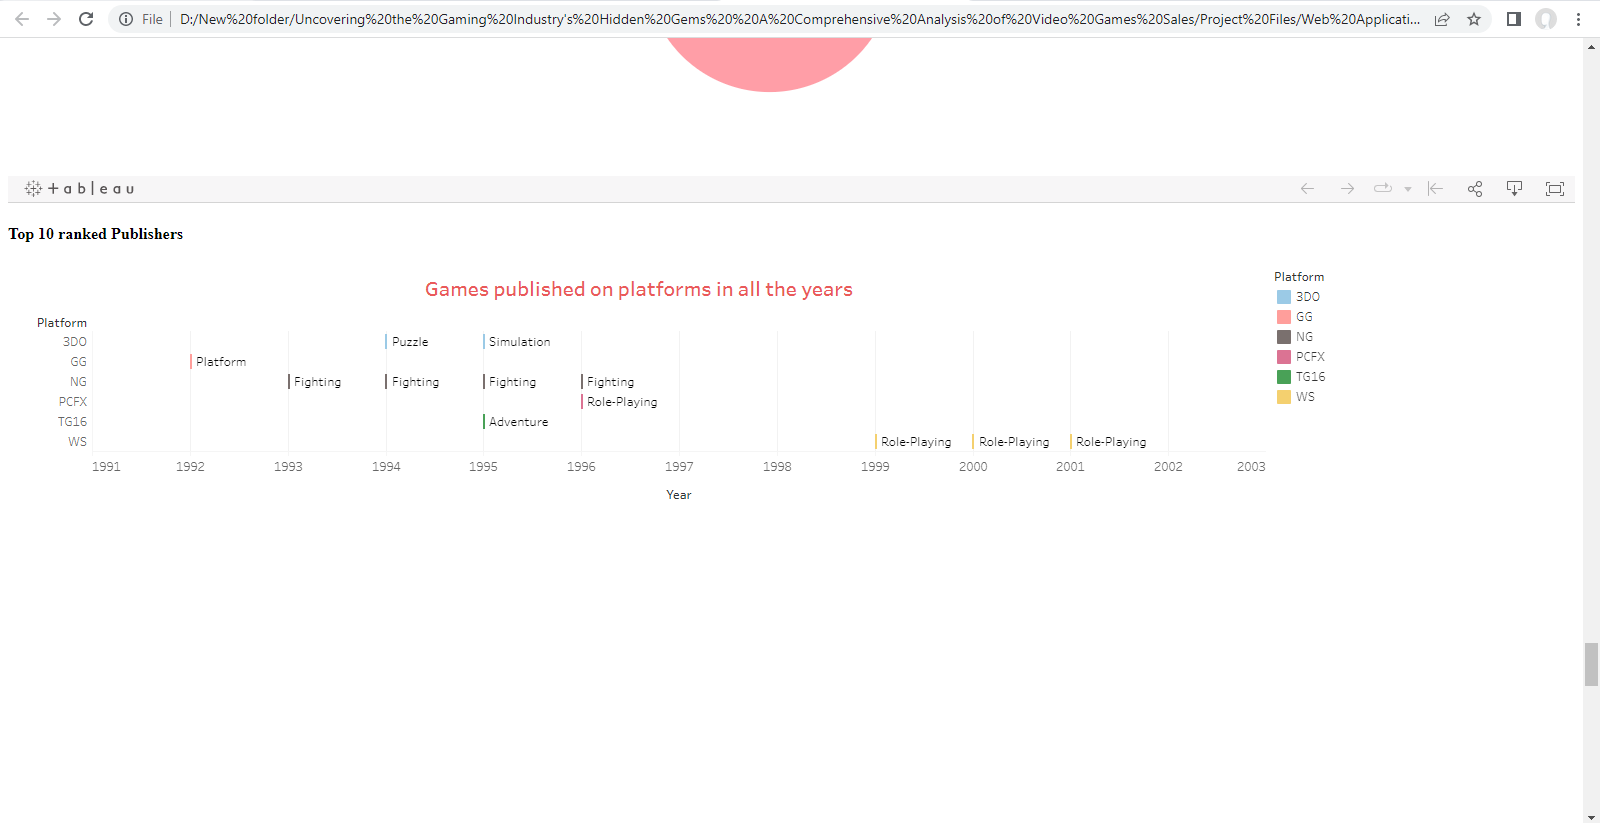 File D:/New%20folder/Uncovering%20the%20Gaming%20Industry's%20Hidden%20Gems%20%20A%20Comprehensive%20Analysis%20of%20Video%20Games%20Sales/Project%20Files/Web%20Applicati...
+ableau
Top 10 ranked Publishers
Games published on platforms in all the years
Platform
3DO Puzzle Simulation
GG Platform
NG Fighting Fighting Fighting Fighting
PCFX Role-Playing
TG16 Adventure
WS Role-Playing Role-Playing Role-Playing
1991 1992 1993 1994 1995 1996 1997 1998 1999 2000 2001 2002 2003
Year
Platform
3DO
GG
NG
PCFX
TG16
WS